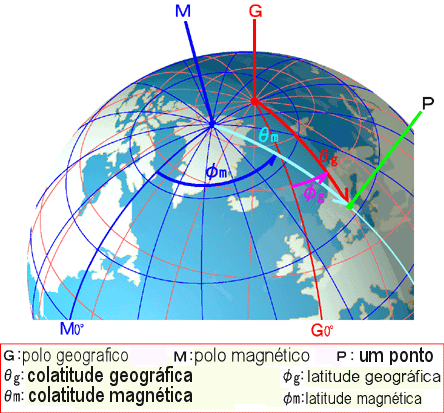 M G
P
θm
θg
ϕm
ϕg
M0° G0°
G:polo geografico M:polo magnético P: um ponto
θg: colatitude geográfica ϕg:latitude geográfica
θm: colatitude magnética ϕm:latitude magnética